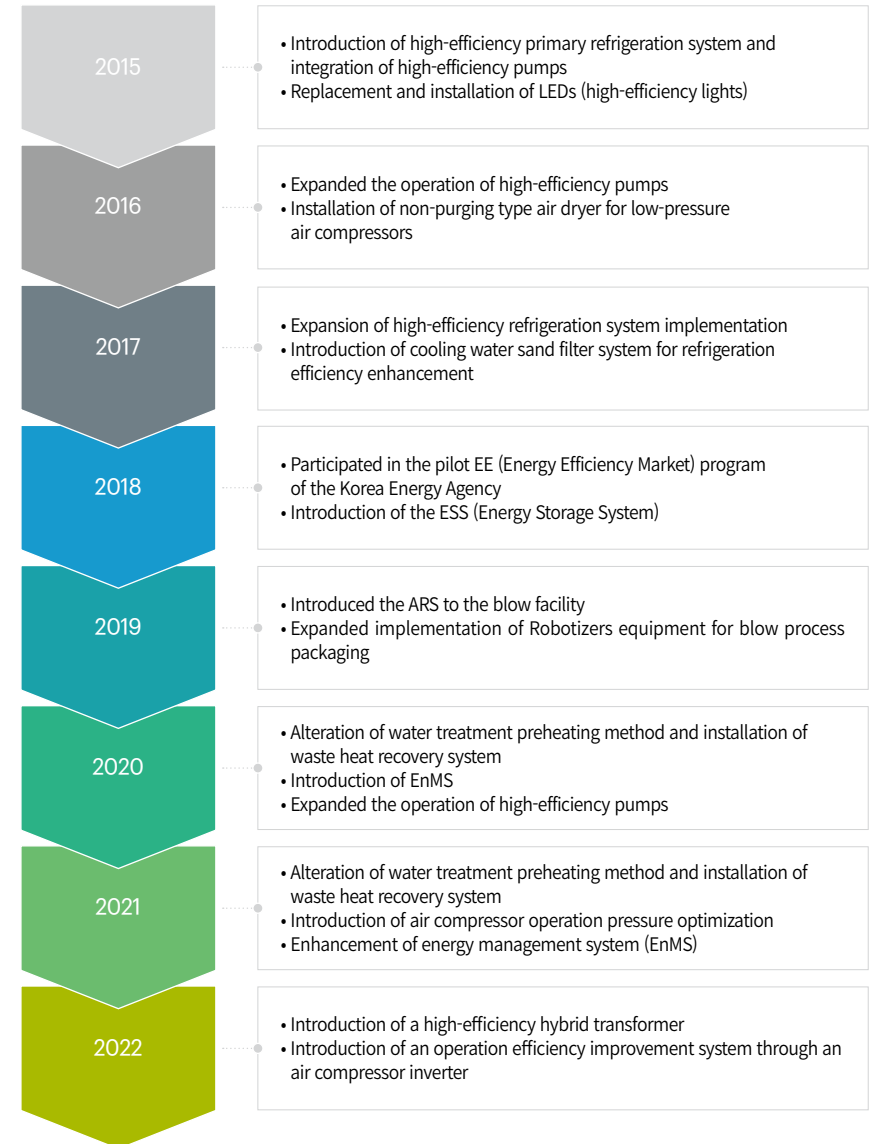 2015
• Introduction of high-efficiency primary refrigeration system and
integration of high-efficiency pumps
• Replacement and installation of LEDs (high-efficiency lights)
2016
• Expanded the operation of high-efficiency pumps
• Installation of non-purging type air dryer for low-pressure
air compressors
2017
• Expansion of high-efficiency refrigeration system implementation
• Introduction of cooling water sand filter system for refrigeration
efficiency enhancement
2018
• Participated in the pilot EE (Energy Efficiency Market) program
of the Korea Energy Agency
• Introduction of the ESS (Energy Storage System)
2019
• Introduced the ARS to the blow facility
• Expanded implementation of Robotizers equipment for blow process
packaging
2020
• Alteration of water treatment preheating method and installation of
waste heat recovery system
• Introduction of EnMS
• Expanded the operation of high-efficiency pumps
2021
• Alteration of water treatment preheating method and installation of
waste heat recovery system
• Introduction of air compressor operation pressure optimization
• Enhancement of energy management system (EnMS)
2022
• Introduction of a high-efficiency hybrid transformer
• Introduction of an operation efficiency improvement system through an
air compressor inverter